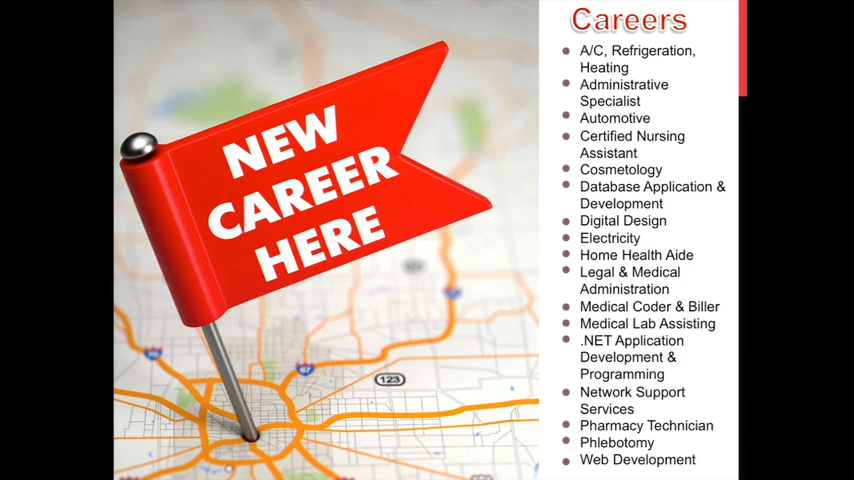 NEW
CAREER
HERE
123
Careers
A/C, Refrigeration,
Heating
Administrative
Specialist
Automotive
Certified Nursing
Assistant
Cosmetology
Database Application &
Development
Digital Design
Electricity
Home Health Aide
Legal & Medical
Administration
Medical Coder & Biller
Medical Lab Assisting
.NET Application
Development &
Programming
Network Support
Services
Pharmacy Technician
Phlebotomy
Web Development